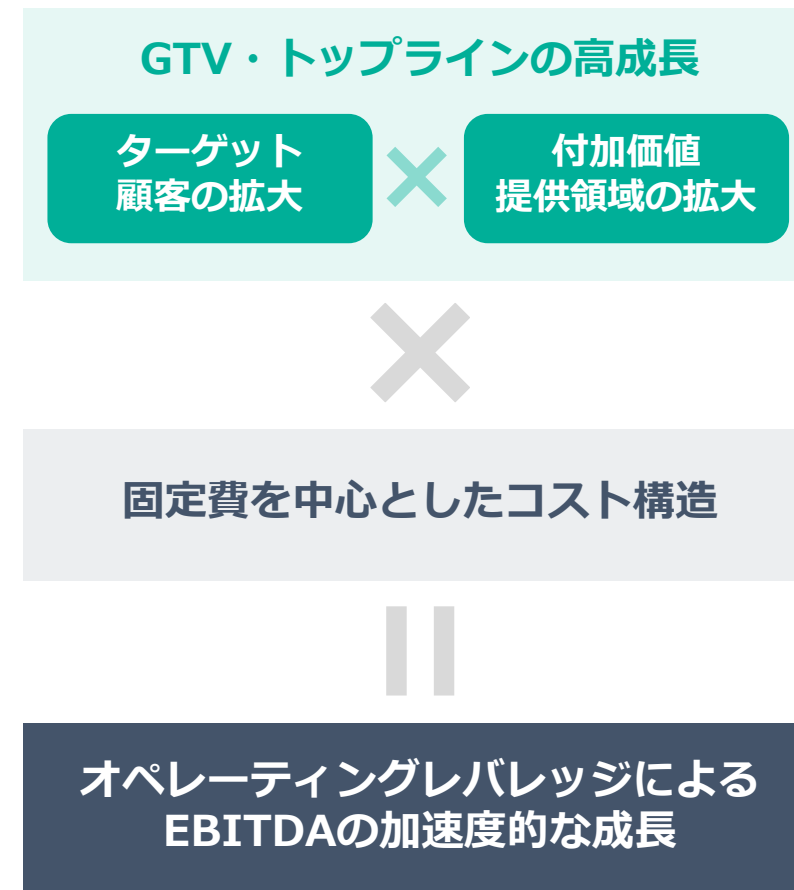 GTV・トップラインの高成長
ターゲット
顧客の拡大
×
付加価値
提供領域の拡大
×
固定費を中心としたコスト構造
=
オペレーティングレバレッジによる
EBITDAの加速度的な成長